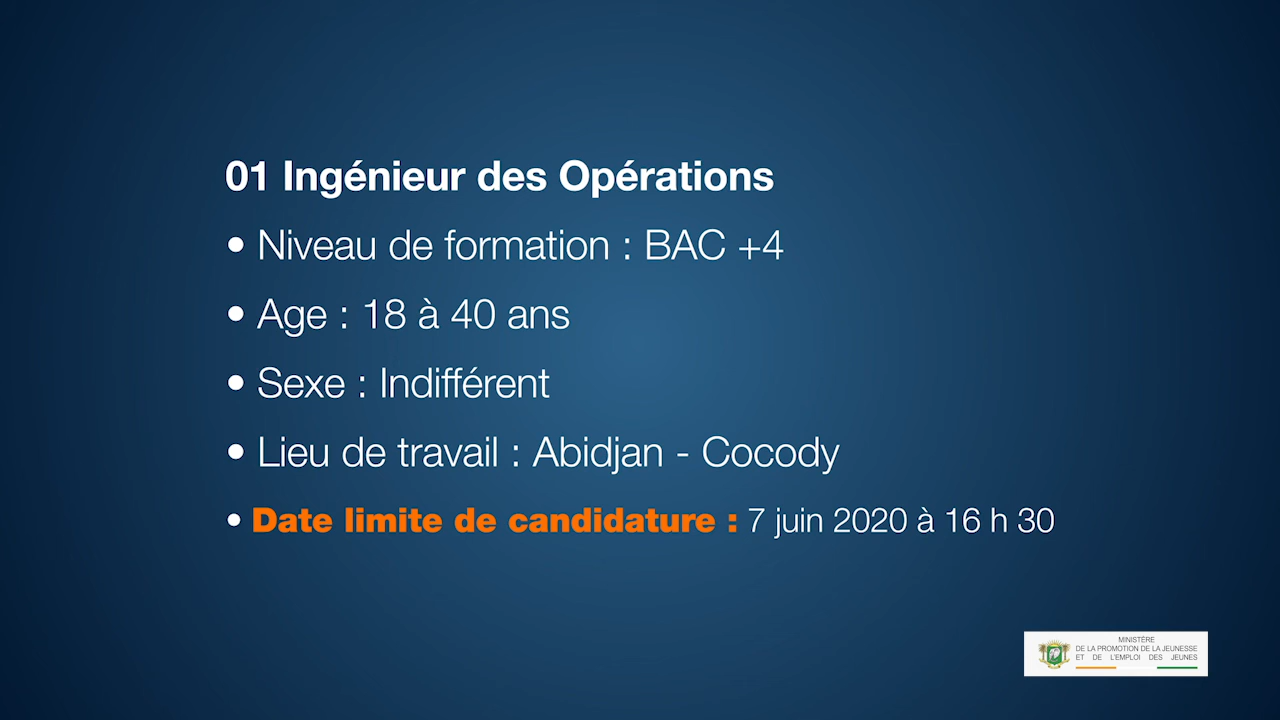 01 Ingénieur des Opérations
• Niveau de formation : BAC +4
• Age : 18 à 40 ans
• Sexe : Indifférent
• Lieu de travail : Abidjan - Cocody
• Date limite de candidature : 7 juin 2020 à 16 h 30
MINISTÈRE
DE LA PROMOTION DE LA JEUNESSE
ET DE L'EMPLOI DES JEUNES